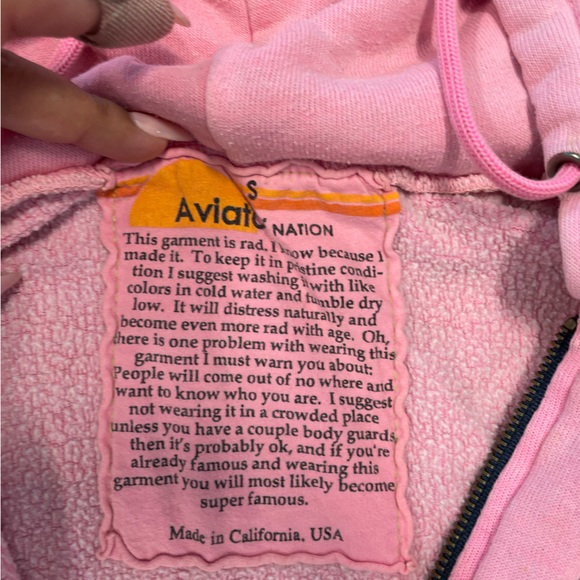 S
Aviato NATION
This garment is rad. I know because I
made it. To keep it in pristine condi-
tion I suggest washing it with like
colors in cold water and tumble dry
low. It will distress naturally and
become even more rad with age. Oh,
there is one problem with wearing this
garment I must warn you about:
People will come out of no where and
want to know who you are. I suggest
not wearing it in a crowded place
unless you have a couple body guards,
then it's probably ok, and if you're
already famous and wearing this
garment you will most likely become
super famous.
Made in California, USA